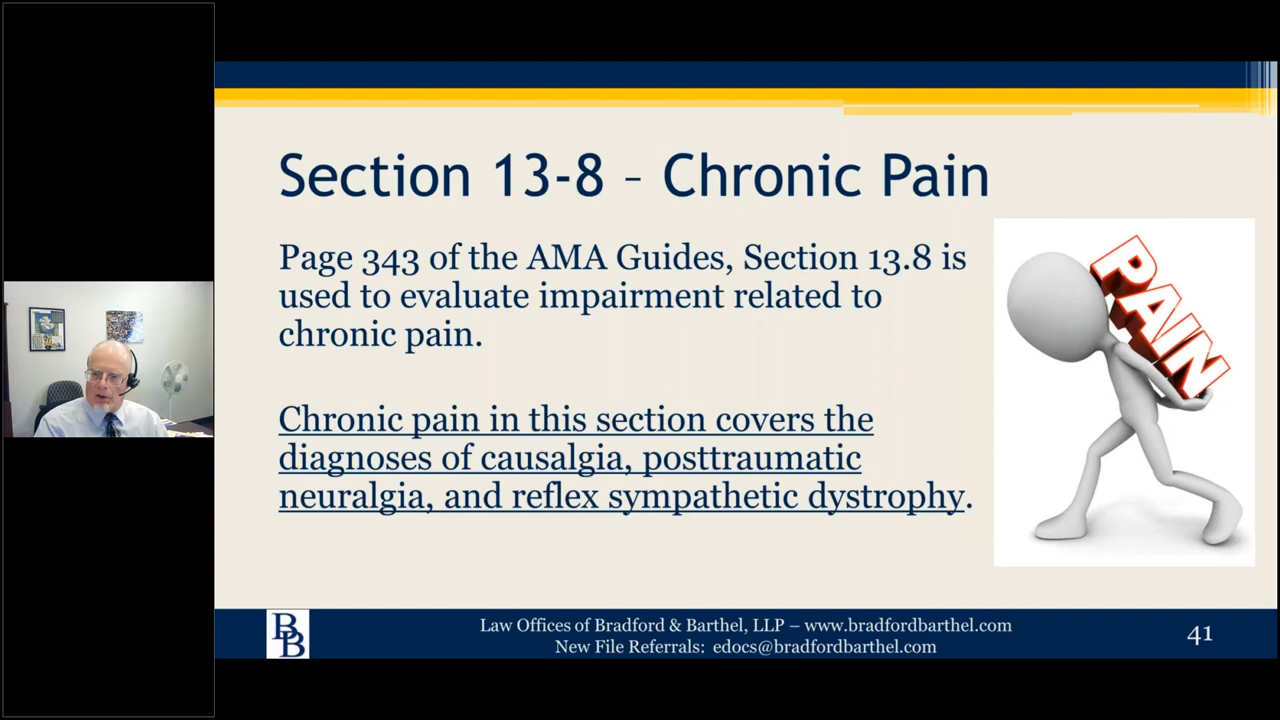 Section 13-8 – Chronic Pain
Page 343 of the AMA Guides, Section 13.8 is
used to evaluate impairment related to
chronic pain.
Chronic pain in this section covers the
diagnoses of causalgia, posttraumatic
neuralgia, and reflex sympathetic dystrophy.
PAIN
BB
Law Offices of Bradford & Barthel, LLP – www.bradfordbarthel.com
New File Referrals: edocs@bradfordbarthel.com
41